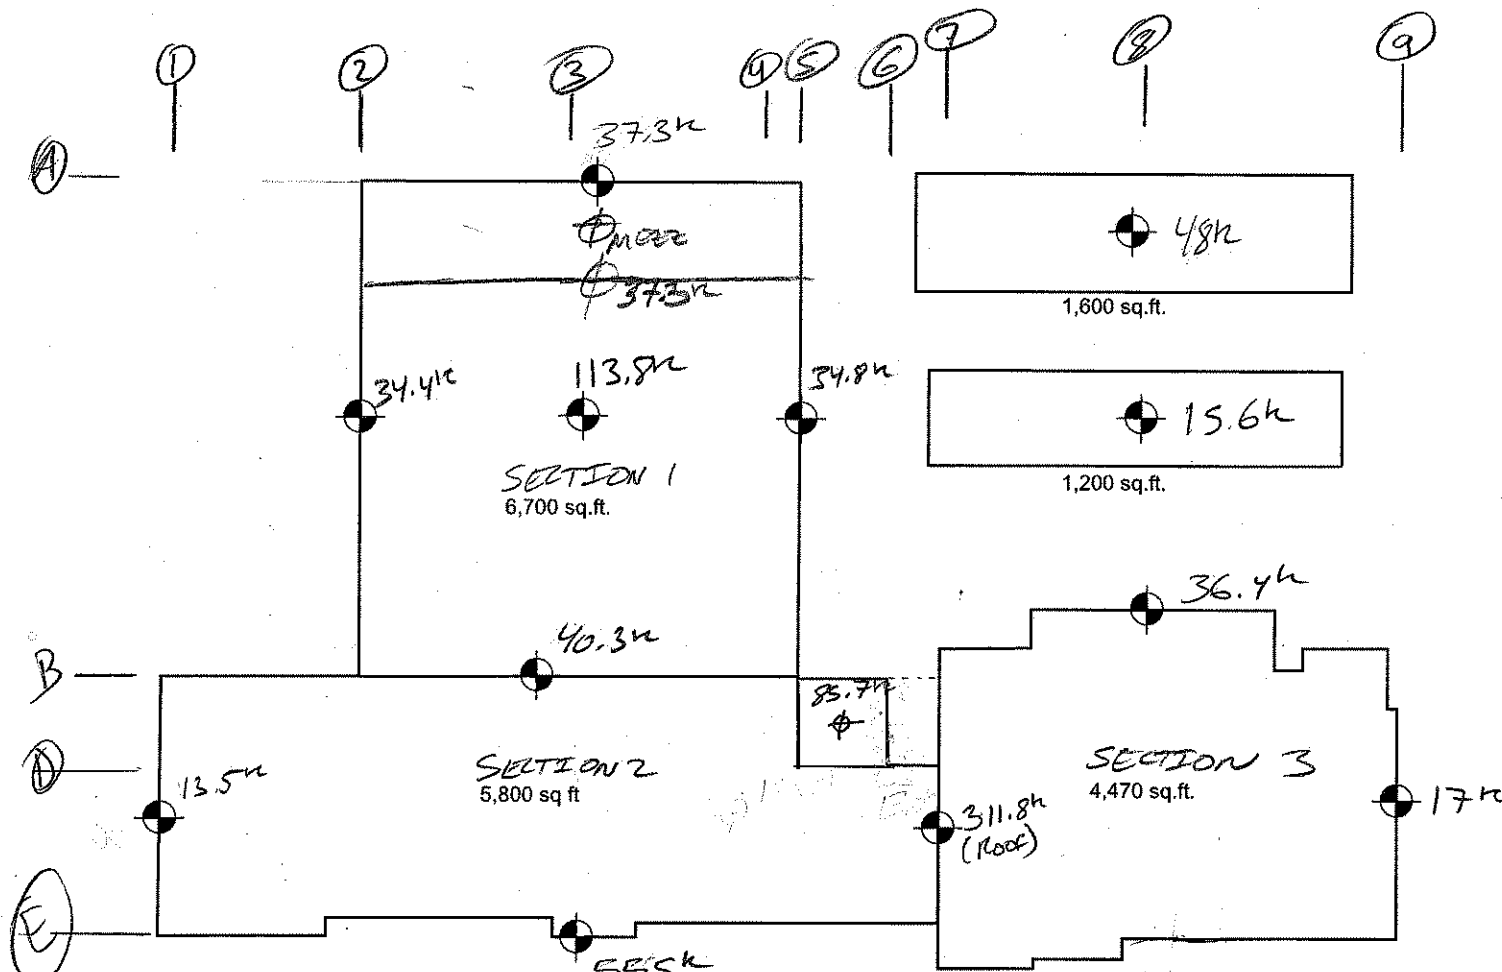 1 2 3 4 5 6 7 8 9
A
37.3k
MEZZ
37.3k
48k
1,600 sq.ft.
34.4k
113.8k
34.8k
15.6k
SECTION 1
6,700 sq.ft.
1,200 sq.ft.
36.4k
40.3k
B
85.7k
D
13.5k
SECTION 2
5,800 sq ft
SECTION 3
4,470 sq.ft.
311.8k
(ROOF)
17k
E